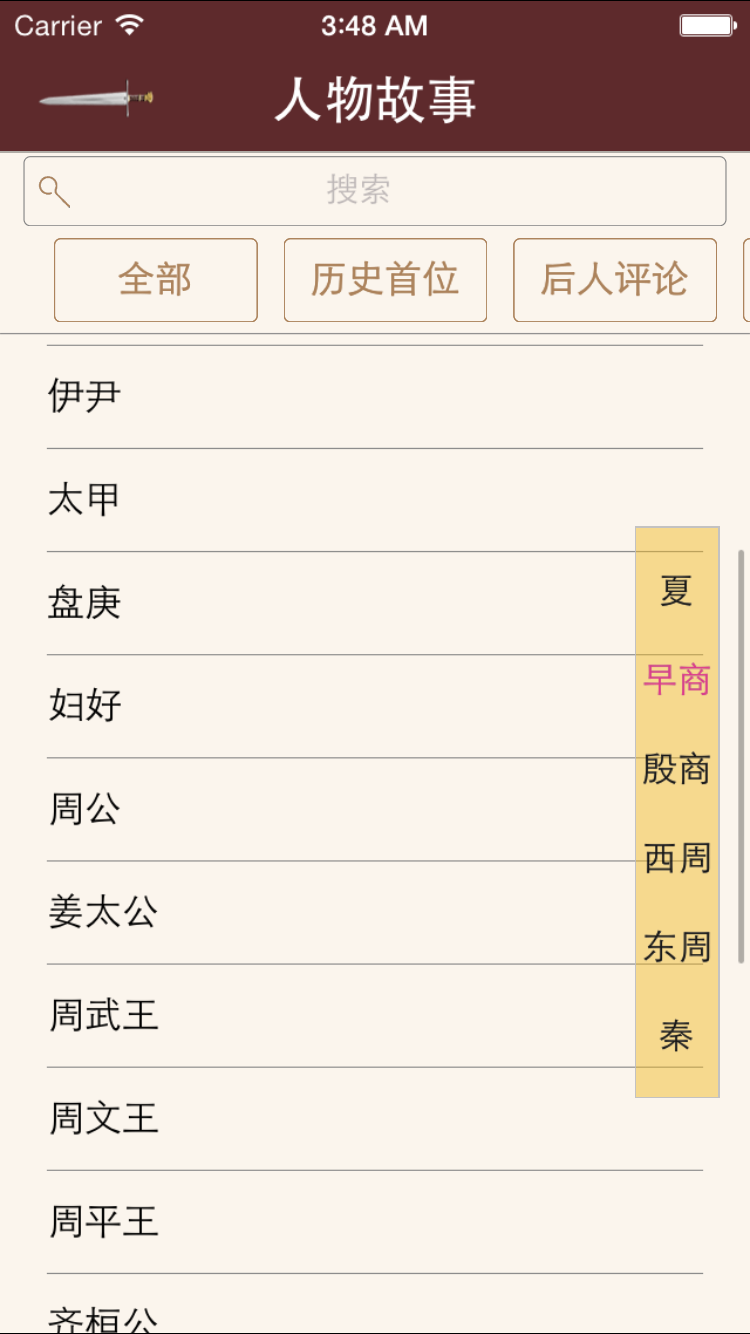 Carrier 3:48 AM
人物故事
搜索
全部 历史首位 后人评论
伊尹
太甲
盘庚
妇好
周公
姜太公
周武王
周文王
周平王
齐桓公
夏
早商
殷商
西周
东周
秦